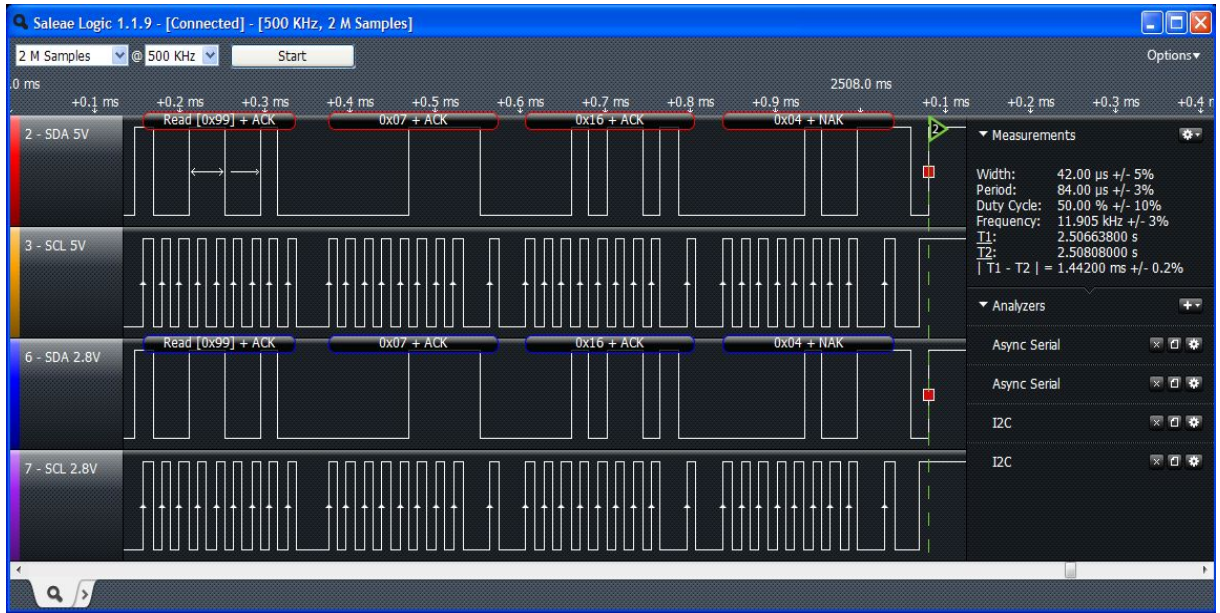 Saleae Logic 1.1.9 - [Connected] - [500 KHz, 2 M Samples]
2 M Samples @ 500 KHz Start Options
.0 ms 2508.0 ms
+0.1 ms +0.2 ms +0.3 ms +0.4 ms +0.5 ms +0.6 ms +0.7 ms +0.8 ms +0.9 ms +0.1 ms +0.2 ms +0.3 ms
2 - SDA 5V
Read [0x99] + ACK 0x07 + ACK 0x16 + ACK 0x04 + NAK
2
3 - SCL 5V
6 - SDA 2.8V
Read [0x99] + ACK 0x07 + ACK 0x16 + ACK 0x04 + NAK
7 - SCL 2.8V
Measurements
Width: 42.00 µs +/- 5%
Period: 84.00 µs +/- 3%
Duty Cycle: 50.00 % +/- 10%
Frequency: 11.905 kHz +/- 3%
T1: 2.50663800 s
T2: 2.50808000 s
| T1 - T2 | = 1.44200 ms +/- 0.2%
Analyzers
Async Serial
Async Serial
I2C
I2C